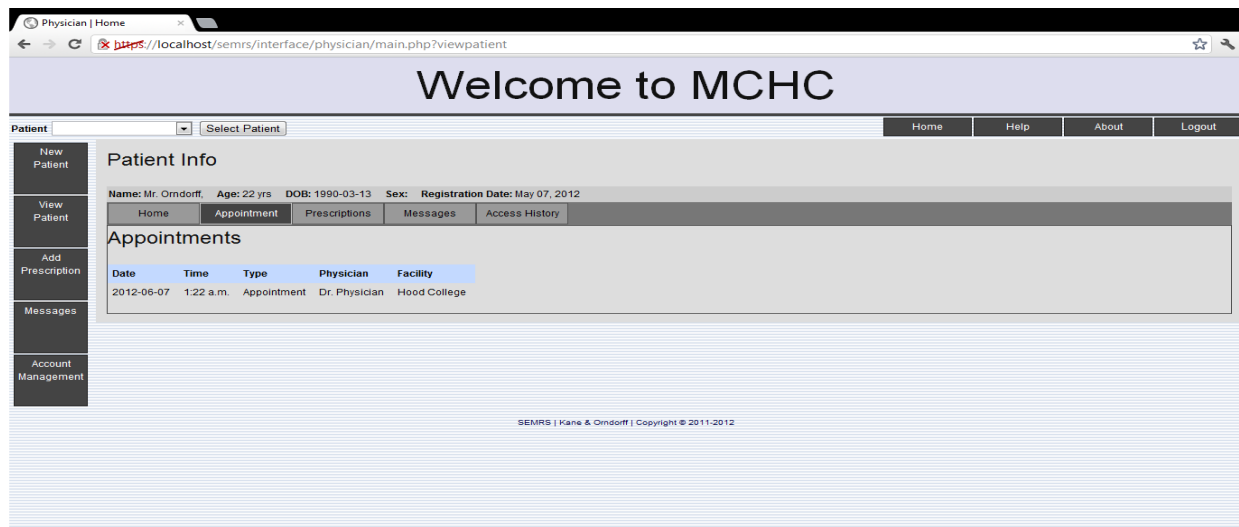 Physician | Home
https://localhost/semrs/interface/physician/main.php?viewpatient
Welcome to MCHC
Patient Select Patient Home Help About Logout
New
Patient
View
Patient
Add
Prescription
Messages
Account
Management
Patient Info
Name: Mr. Orndorff, Age: 22 yrs DOB: 1990-03-13 Sex: Registration Date: May 07, 2012
Home Appointment Prescriptions Messages Access History
Appointments
Date Time Type Physician Facility
2012-06-07 1:22 a.m. Appointment Dr. Physician Hood College
SEMRS | Kane & Orndorff | Copyright © 2011-2012